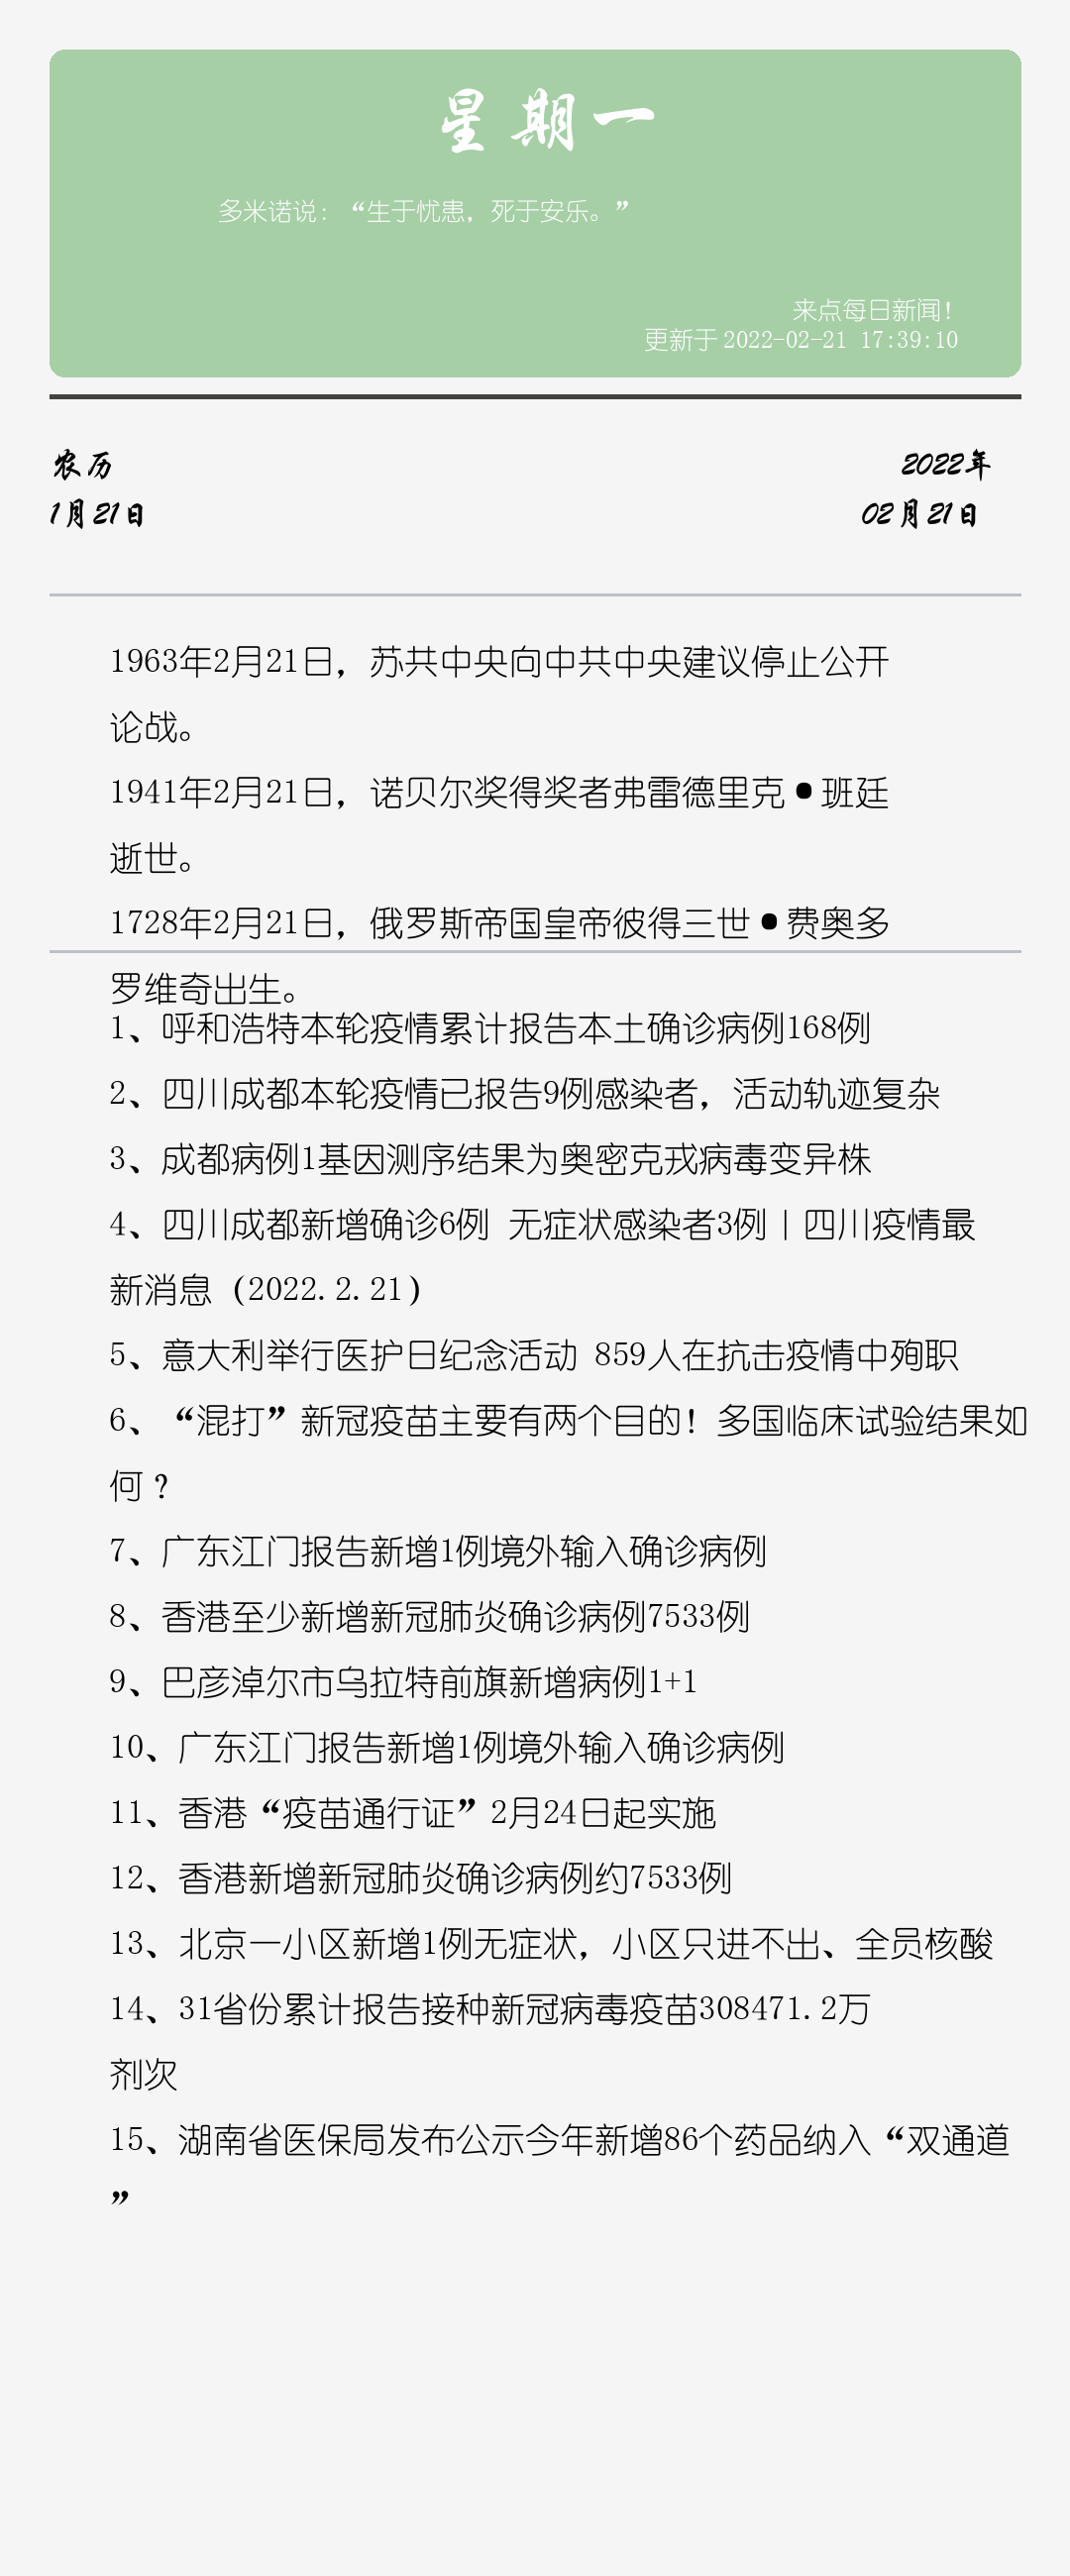 星期一
多米诺说：“生于忧患，死于安乐。”
来点每日新闻！
更新于 2022-02-21 17:39:10
农历
2022年
1月21日
02月21日
1963年2月21日，苏共中央向中共中央建议停止公开
论战。
1941年2月21日，诺贝尔奖得奖者弗雷德里克•班廷
逝世。
1728年2月21日，俄罗斯帝国皇帝彼得三世•费奥多
罗维奇出生。
1、呼和浩特本轮疫情累计报告本土确诊病例168例
2、四川成都本轮疫情已报告9例感染者，活动轨迹复杂
3、成都病例1基因测序结果为奥密克戎病毒变异株
4、四川成都新增确诊6例 无症状感染者3例丨四川疫情最
新消息（2022.2.21）
5、意大利举行医护日纪念活动 859人在抗击疫情中殉职
6、“混打”新冠疫苗主要有两个目的！多国临床试验结果如
何？
7、广东江门报告新增1例境外输入确诊病例
8、香港至少新增新冠肺炎确诊病例7533例
9、巴彦淖尔市乌拉特前旗新增病例1+1
10、广东江门报告新增1例境外输入确诊病例
11、香港“疫苗通行证”2月24日起实施
12、香港新增新冠肺炎确诊病例约7533例
13、北京一小区新增1例无症状，小区只进不出、全员核酸
14、31省份累计报告接种新冠病毒疫苗308471.2万
剂次
15、湖南省医保局发布公示今年新增86个药品纳入“双通道
”